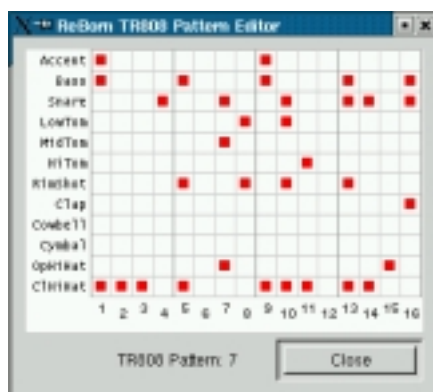 ReBorn TR808 Pattern Editor
Accent
Bass
Snare
LowTom
MidTom
HiTom
RimShot
Clap
Cowbell
Cymbal
OpHiHat
ClHiHat
1 2 3 4 5 6 7 8 9 10 11 12 13 14 15 16
TR808 Pattern: 7 Close